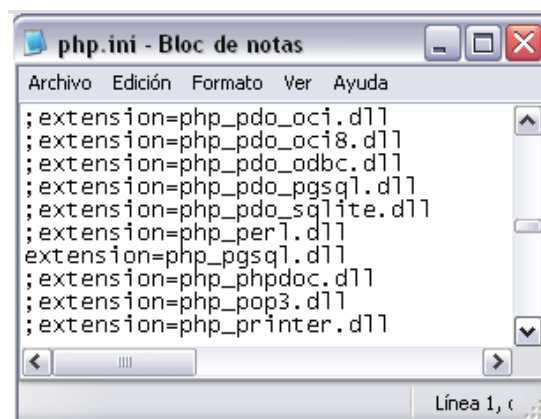 php.ini - Bloc de notas
Archivo Edición Formato Ver Ayuda
;extension=php_pdo_oci.dll
;extension=php_pdo_oci8.dll
;extension=php_pdo_odbc.dll
;extension=php_pdo_pgsql.dll
;extension=php_pdo_sqlite.dll
;extension=php_perl.dll
extension=php_pgsql.dll
;extension=php_phpdoc.dll
;extension=php_pop3.dll
;extension=php_printer.dll
Línea 1, c